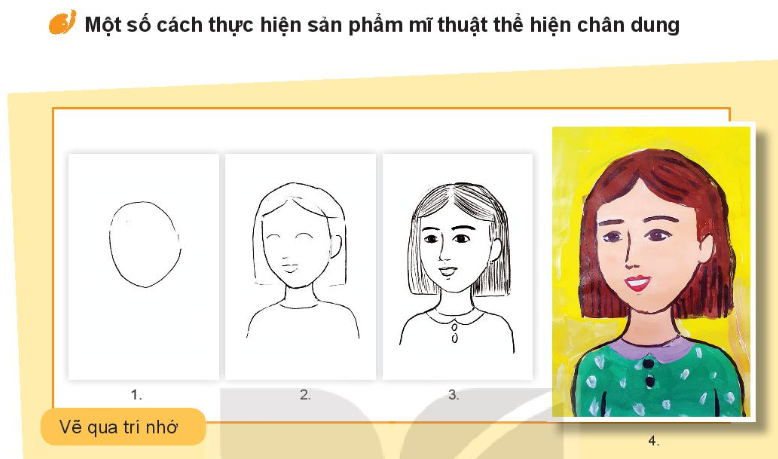 Một số cách thực hiện sản phẩm mĩ thuật thể hiện chân dung
1.
2.
3.
4.
Vẽ qua trí nhớ